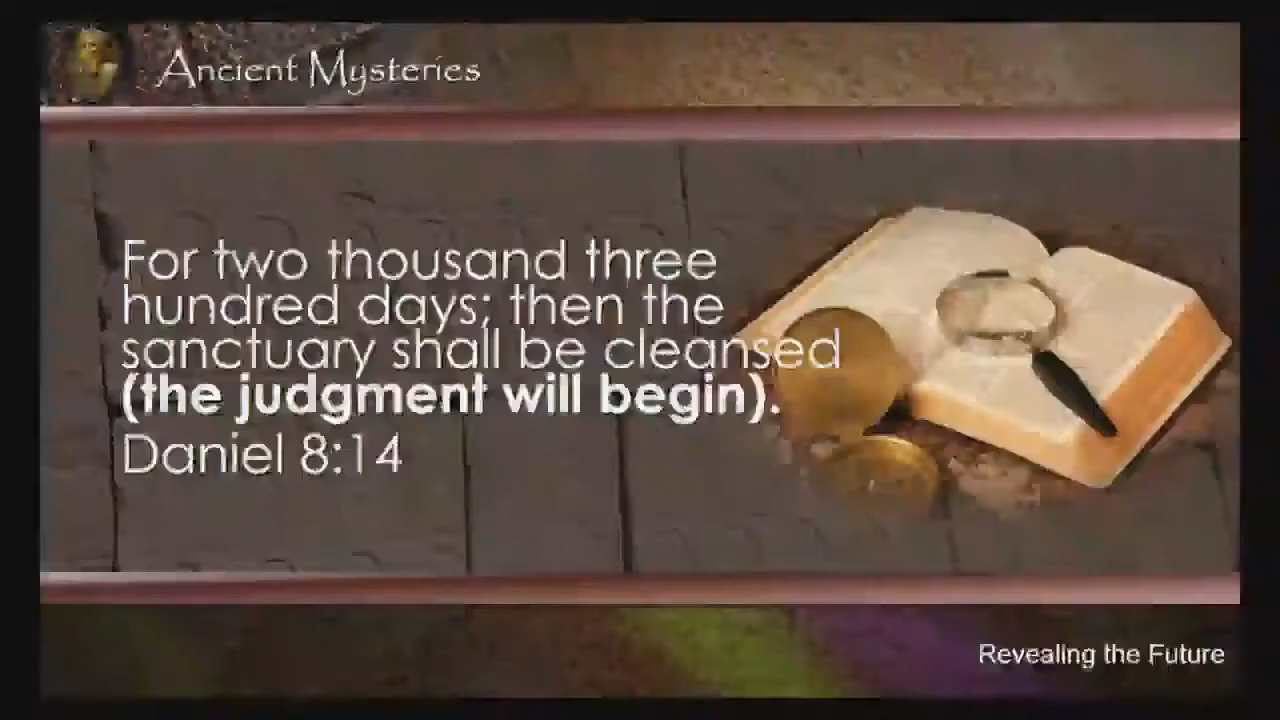 Ancient Mysteries
For two thousand three
hundred days; then the
sanctuary shall be cleansed
(the judgment will begin).
Daniel 8:14
Revealing the Future